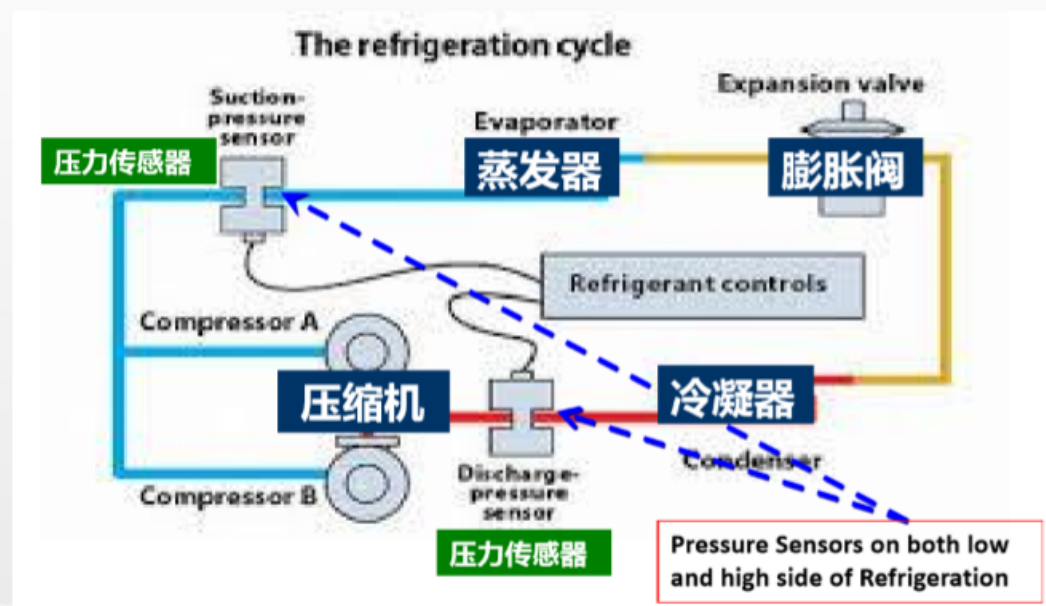 The refrigeration cycle
Suction-
pressure
sensor
压力传感器
Evaporator
蒸发器
Expansion valve
膨胀阀
Refrigerant controls
Compressor A
压缩机
冷凝器
Condenser
Compressor B
Discharge-
pressure
sensor
压力传感器
Pressure Sensors on both low
and high side of Refrigeration